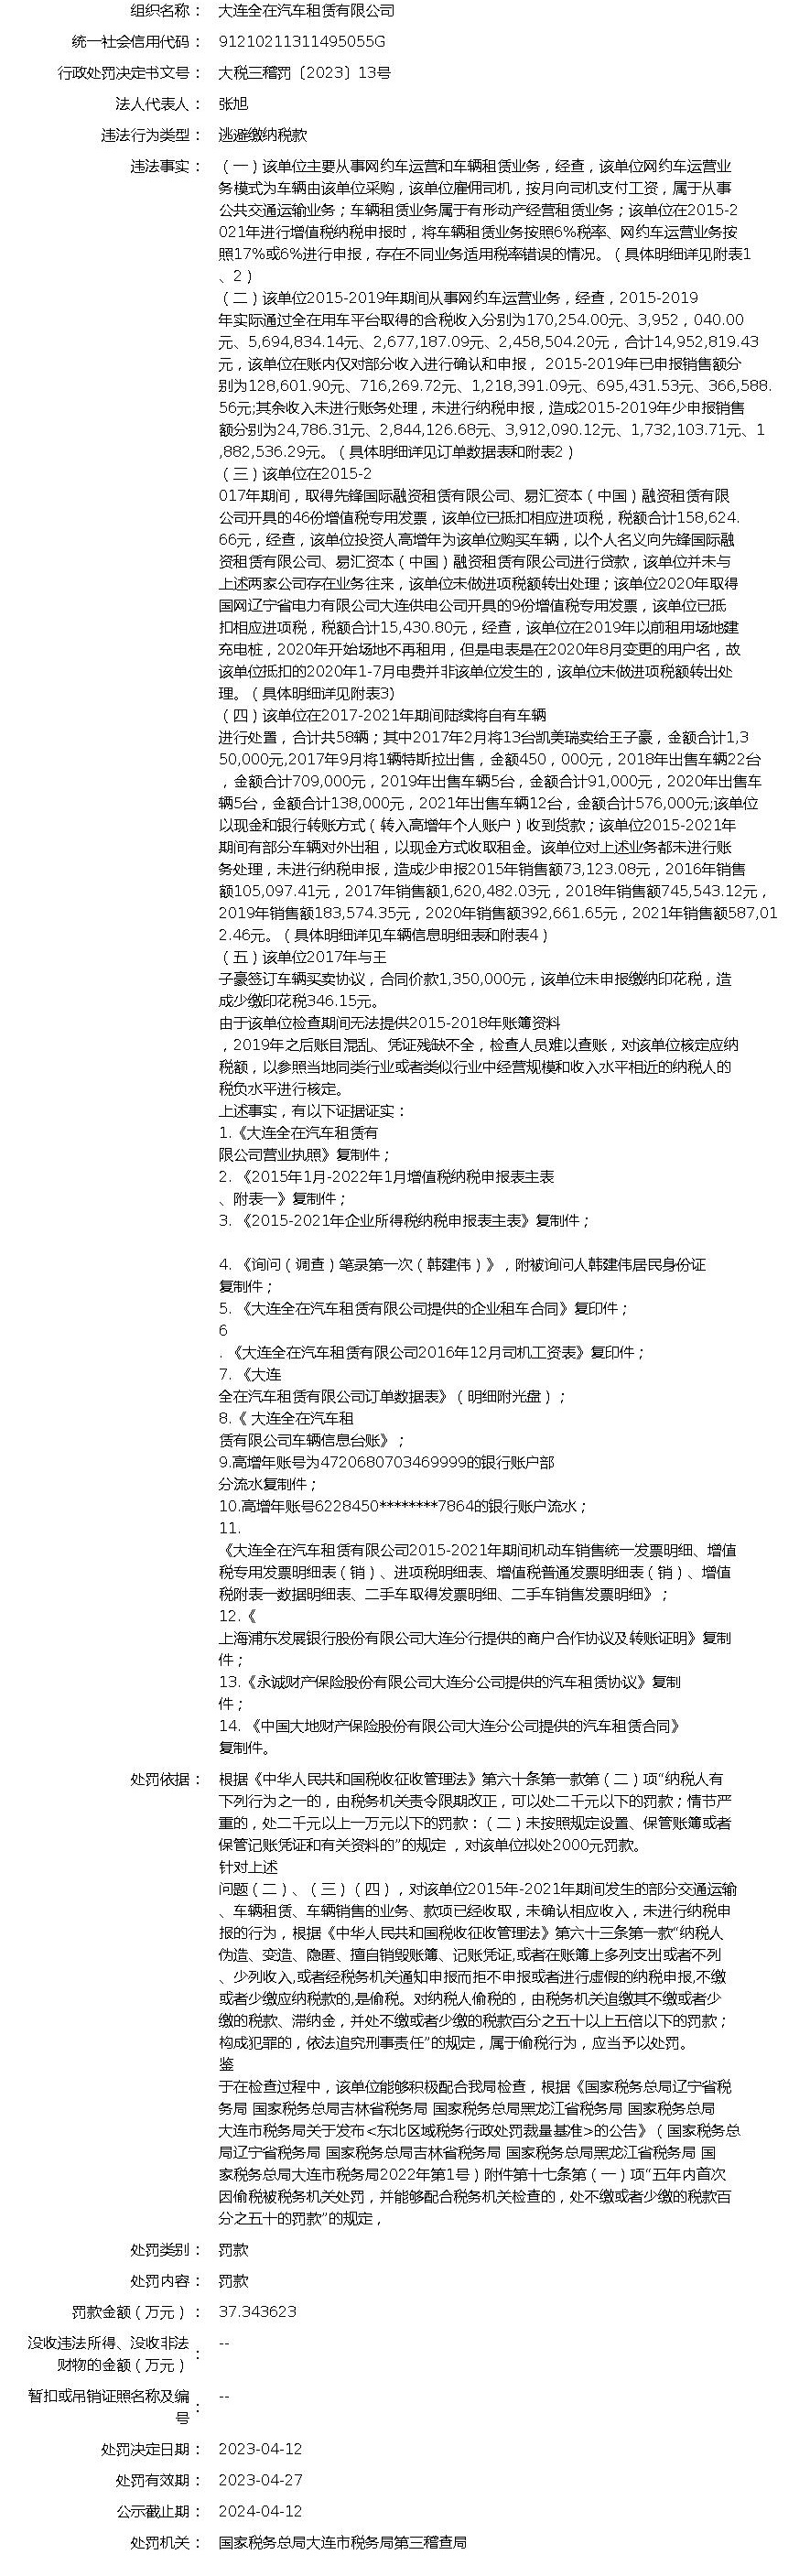 组织名称： 大连全在汽车租赁有限公司
统一社会信用代码： 91210211311495055G
行政处罚决定书文号： 大税三稽罚〔2023〕13号
法人代表人： 张旭
违法行为类型： 逃避缴纳税款
违法事实： （一）该单位主要从事网约车运营和车辆租赁业务，经查，该单位网约车运营业
务模式为车辆由该单位采购，该单位雇佣司机，按月向司机支付工资，属于从事
公共交通运输业务；车辆租赁业务属于有形动产经营租赁业务；该单位在2015-2
021年进行增值税纳税申报时，将车辆租赁业务按照6%税率、网约车运营业务按
照17%或6%进行申报，存在不同业务适用税率错误的情况。（具体明细详见附表1
、2）
（二）该单位2015-2019年期间从事网约车运营业务，经查，2015-2019
年实际通过全在用车平台取得的含税收入分别为170,254.00元、3,952，040.00
元、5,694,834.14元、2,677,187.09元、2,458,504.20元，合计14,952,819.43
元，该单位在账内仅对部分收入进行确认和申报， 2015-2019年已申报销售额分
别为128,601.90元、716,269.72元、1,218,391.09元、695,431.53元、366,588.
56元;其余收入未进行账务处理，未进行纳税申报，造成2015-2019年少申报销售
额分别为24,786.31元、2,844,126.68元、3,912,090.12元、1,732,103.71元、1
,882,536.29元。（具体明细详见订单数据表和附表2）
（三）该单位在2015-2
017年期间，取得先锋国际融资租赁有限公司、易汇资本（中国）融资租赁有限
公司开具的46份增值税专用发票，该单位已抵扣相应进项税，税额合计158,624.
66元，经查，该单位投资人高增年为该单位购买车辆，以个人名义向先锋国际融
资租赁有限公司、易汇资本（中国）融资租赁有限公司进行贷款，该单位并未与
上述两家公司存在业务往来，该单位未做进项税额转出处理；该单位2020年取得
国网辽宁省电力有限公司大连供电公司开具的9份增值税专用发票，该单位已抵
扣相应进项税，税额合计15,430.80元，经查，该单位在2019年以前租用场地建
充电桩，2020年开始场地不再租用，但是电表是在2020年8月变更的用户名，故
该单位抵扣的2020年1-7月电费并非该单位发生的，该单位未做进项税额转出处
理。（具体明细详见附表3)
（四）该单位在2017-2021年期间陆续将自有车辆
进行处置，合计共58辆；其中2017年2月将13台凯美瑞卖给王子豪，金额合计1,3
50,000元,2017年9月将1辆特斯拉出售，金额450，000元，2018年出售车辆22台
，金额合计709,000元，2019年出售车辆5台，金额合计91,000元，2020年出售车
辆5台，金额合计138,000元，2021年出售车辆12台，金额合计576,000元;该单位
以现金和银行转账方式（转入高增年个人账户）收到货款；该单位2015-2021年
期间有部分车辆对外出租，以现金方式收取租金。该单位对上述业务都未进行账
务处理，未进行纳税申报，造成少申报2015年销售额73,123.08元，2016年销售
额105,097.41元，2017年销售额1,620,482.03元，2018年销售额745,543.12元，
2019年销售额183,574.35元，2020年销售额392,661.65元，2021年销售额587,01
2.46元。（具体明细详见车辆信息明细表和附表4）
（五）该单位2017年与王
子豪签订车辆买卖协议，合同价款1,350,000元，该单位未申报缴纳印花税，造
成少缴印花税346.15元。
由于该单位检查期间无法提供2015-2018年账簿资料
，2019年之后账目混乱、凭证残缺不全，检查人员难以查账，对该单位核定应纳
税额，以参照当地同类行业或者类似行业中经营规模和收入水平相近的纳税人的
税负水平进行核定。
上述事实，有以下证据证实：
1.《大连全在汽车租赁有
限公司营业执照》复制件；
2. 《2015年1月-2022年1月增值税纳税申报表主表
、附表一》复制件；
3. 《2015-2021年企业所得税纳税申报表主表》复制件；
4. 《询问（调查）笔录第一次（韩建伟）》，附被询问人韩建伟居民身份证
复制件；
5. 《大连全在汽车租赁有限公司提供的企业租车合同》复印件；
6
. 《大连全在汽车租赁有限公司2016年12月司机工资表》复印件；
7. 《大连
全在汽车租赁有限公司订单数据表》（明细附光盘）；
8.《 大连全在汽车租
赁有限公司车辆信息台账》；
9.高增年账号为4720680703469999的银行账户部
分流水复制件；
10.高增年账号6228450********7864的银行账户流水；
11.
《大连全在汽车租赁有限公司2015-2021年期间机动车销售统一发票明细、增值
税专用发票明细表（销）、进项税明细表、增值税普通发票明细表（销）、增值
税附表一数据明细表、二手车取得发票明细、二手车销售发票明细》；
12.《
上海浦东发展银行股份有限公司大连分行提供的商户合作协议及转账证明》复制
件；
13.《永诚财产保险股份有限公司大连分公司提供的汽车租赁协议》复制
件；
14. 《中国大地财产保险股份有限公司大连分公司提供的汽车租赁合同》
复制件。
处罚依据： 根据《中华人民共和国税收征收管理法》第六十条第一款第（二）项“纳税人有
下列行为之一的，由税务机关责令限期改正，可以处二千元以下的罚款；情节严
重的，处二千元以上一万元以下的罚款：（二）未按照规定设置、保管账簿或者
保管记账凭证和有关资料的”的规定 ，对该单位拟处2000元罚款。
针对上述
问题（二）、（三）（四），对该单位2015年-2021年期间发生的部分交通运输
、车辆租赁、车辆销售的业务、款项已经收取，未确认相应收入，未进行纳税申
报的行为，根据《中华人民共和国税收征收管理法》第六十三条第一款“纳税人
伪造、变造、隐匿、擅自销毁账簿、记账凭证,或者在账簿上多列支出或者不列
、少列收入,或者经税务机关通知申报而拒不申报或者进行虚假的纳税申报,不缴
或者少缴应纳税款的,是偷税。对纳税人偷税的，由税务机关追缴其不缴或者少
缴的税款、滞纳金，并处不缴或者少缴的税款百分之五十以上五倍以下的罚款；
构成犯罪的，依法追究刑事责任”的规定，属于偷税行为，应当予以处罚。
鉴
于在检查过程中，该单位能够积极配合我局检查，根据《国家税务总局辽宁省税
务局 国家税务总局吉林省税务局 国家税务总局黑龙江省税务局 国家税务总局
大连市税务局关于发布<东北区域税务行政处罚裁量基准>的公告》（国家税务总
局辽宁省税务局 国家税务总局吉林省税务局 国家税务总局黑龙江省税务局 国
家税务总局大连市税务局2022年第1号）附件第十七条第（一）项“五年内首次
因偷税被税务机关处罚，并能够配合税务机关检查的，处不缴或者少缴的税款百
分之五十的罚款”的规定，
处罚类别： 罚款
处罚内容： 罚款
罚款金额（万元）： 37.343623
没收违法所得、没收非法
财物的金额（万元）： --
暂扣或吊销证照名称及编
号： --
处罚决定日期： 2023-04-12
处罚有效期： 2023-04-27
公示截止期： 2024-04-12
处罚机关： 国家税务总局大连市税务局第三稽查局